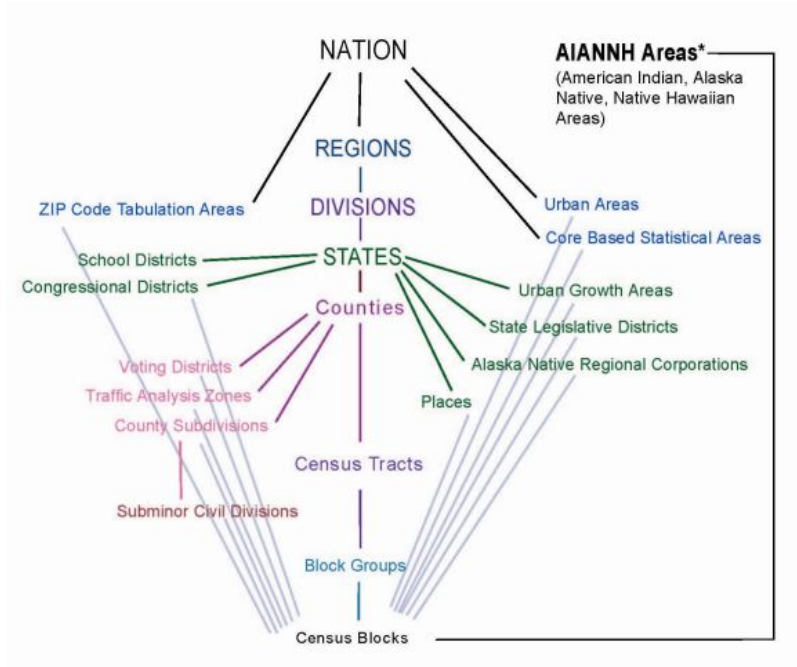 NATION
AIANNH Areas*
(American Indian, Alaska
Native, Native Hawaiian
Areas)
REGIONS
ZIP Code Tabulation Areas
DIVISIONS
Urban Areas
Core Based Statistical Areas
School Districts
STATES
Congressional Districts
Urban Growth Areas
Counties
State Legislative Districts
Voting Districts
Alaska Native Regional Corporations
Traffic Analysis Zones
Places
County Subdivisions
Census Tracts
Subminor Civil Divisions
Block Groups
Census Blocks